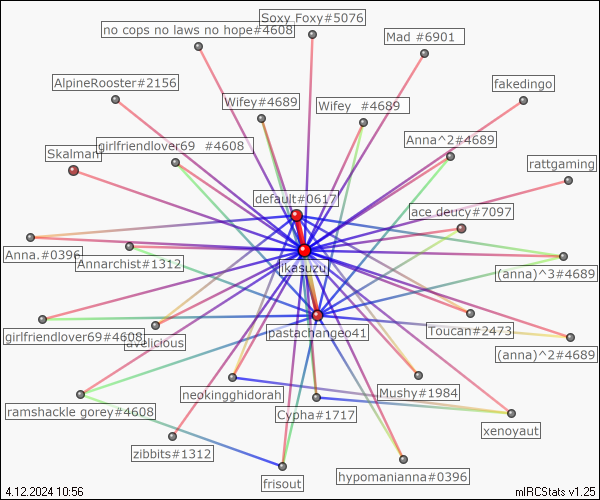 Soxy Foxy#5076
no cops no laws no hope#4608
Mad #6901
AlpineRooster#2156
fakedingo
Wifey#4689
Wifey #4689
girlfriendlover69 #4608
Anna^2#4689
Skalman
rattgaming
default#0617
ace deucy#7097
Anna.#0396
Annarchist#1312
ikasuzu
(anna)^3#4689
girlfriendlover69#4608
avelicious
pastachangeo41
Toucan#2473
(anna)^2#4689
neokingghidorah
Mushy#1984
ramshackle gorey#4608
Cypha#1717
xenoyaut
zibbits#1312
frisout
hypomanianna#0396
4.12.2024 10:56
mIRCStats v1.25